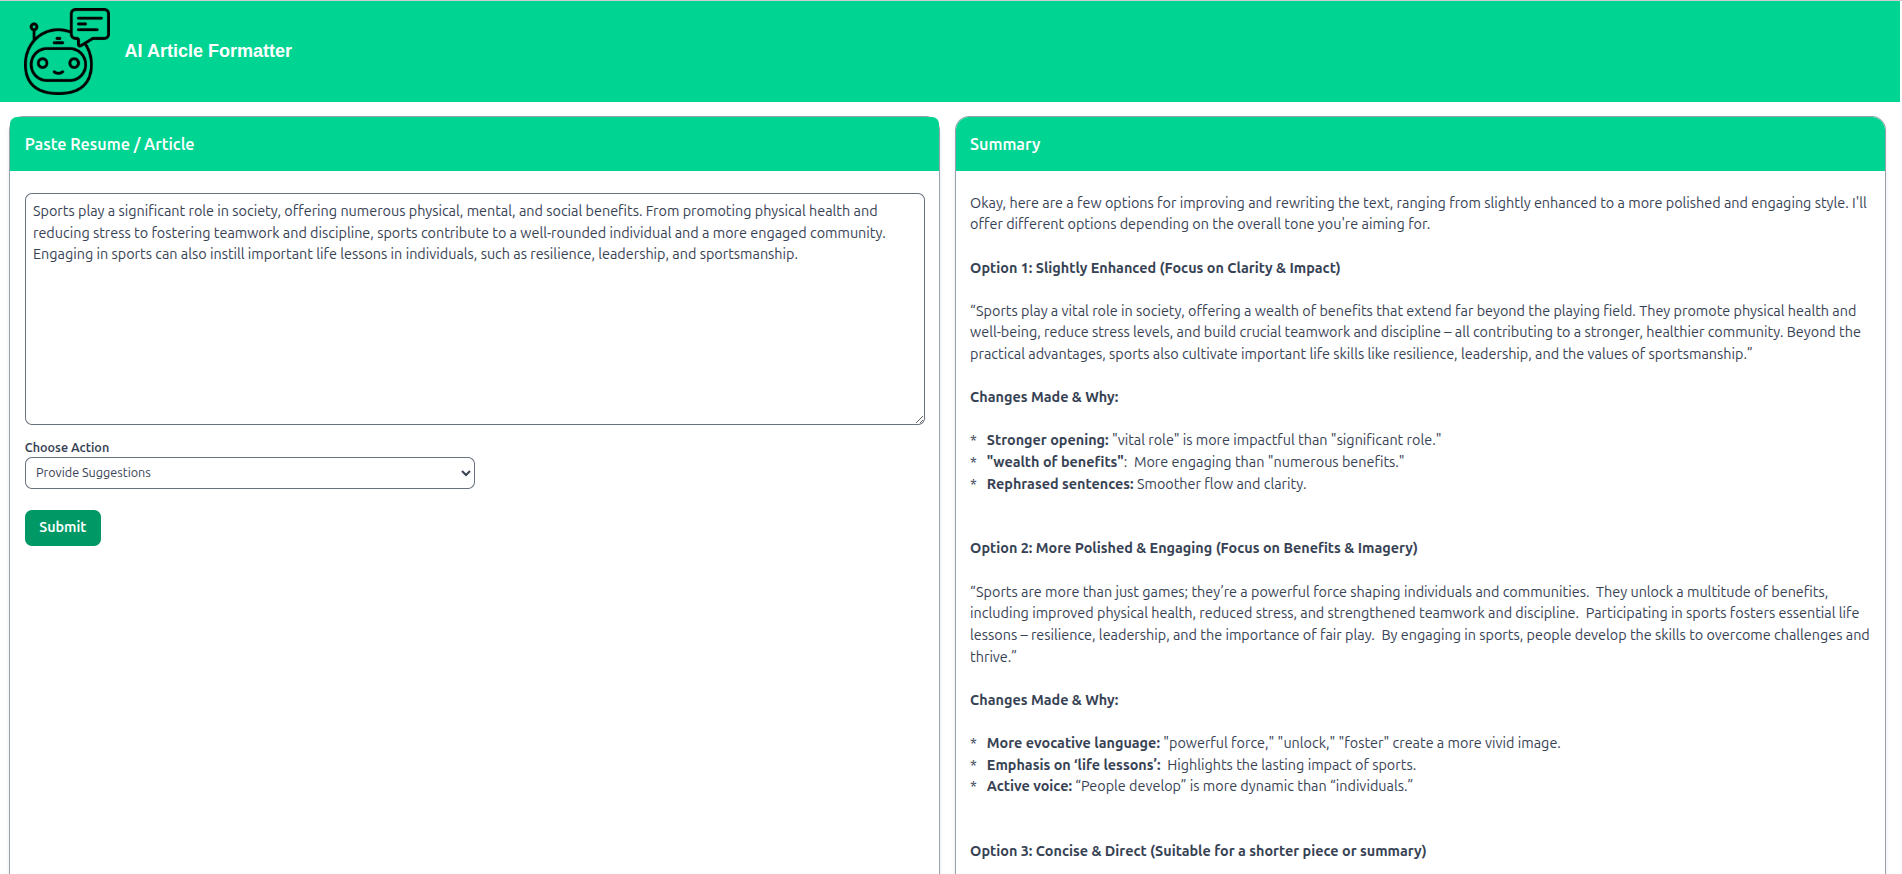 AI Article Formatter
Paste Resume / Article
Sports play a significant role in society, offering numerous physical, mental, and social benefits. From promoting physical health and
reducing stress to fostering teamwork and discipline, sports contribute to a well-rounded individual and a more engaged community.
Engaging in sports can also instill important life lessons in individuals, such as resilience, leadership, and sportsmanship.
Choose Action
Provide Suggestions
Submit
Summary
Okay, here are a few options for improving and rewriting the text, ranging from slightly enhanced to a more polished and engaging style. I'll
offer different options depending on the overall tone you're aiming for.
Option 1: Slightly Enhanced (Focus on Clarity & Impact)
“Sports play a vital role in society, offering a wealth of benefits that extend far beyond the playing field. They promote physical health and
well-being, reduce stress levels, and build crucial teamwork and discipline – all contributing to a stronger, healthier community. Beyond the
practical advantages, sports also cultivate important life skills like resilience, leadership, and the values of sportsmanship.”
Changes Made & Why:
* Stronger opening: "vital role" is more impactful than "significant role."
* "wealth of benefits": More engaging than "numerous benefits."
* Rephrased sentences: Smoother flow and clarity.
Option 2: More Polished & Engaging (Focus on Benefits & Imagery)
“Sports are more than just games; they’re a powerful force shaping individuals and communities. They unlock a multitude of benefits,
including improved physical health, reduced stress, and strengthened teamwork and discipline. Participating in sports fosters essential life
lessons – resilience, leadership, and the importance of fair play. By engaging in sports, people develop the skills to overcome challenges and
thrive.”
Changes Made & Why:
* More evocative language: "powerful force," "unlock," "foster" create a more vivid image.
* Emphasis on ‘life lessons’: Highlights the lasting impact of sports.
* Active voice: “People develop” is more dynamic than “individuals.”
Option 3: Concise & Direct (Suitable for a shorter piece or summary)